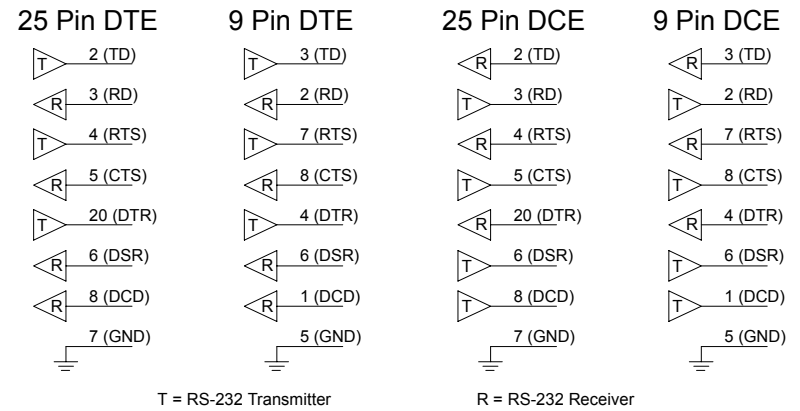 25 Pin DTE 9 Pin DTE 25 Pin DCE 9 Pin DCE
T 2 (TD) T 3 (TD) R 2 (TD) R 3 (TD)
R 3 (RD) R 2 (RD) T 3 (RD) T 2 (RD)
T 4 (RTS) T 7 (RTS) R 4 (RTS) R 7 (RTS)
R 5 (CTS) R 8 (CTS) T 5 (CTS) T 8 (CTS)
T 20 (DTR) T 4 (DTR) R 20 (DTR) R 4 (DTR)
R 6 (DSR) R 6 (DSR) T 6 (DSR) T 6 (DSR)
R 8 (DCD) R 1 (DCD) T 8 (DCD) T 1 (DCD)
7 (GND) 5 (GND) 7 (GND) 5 (GND)
T = RS-232 Transmitter R = RS-232 Receiver